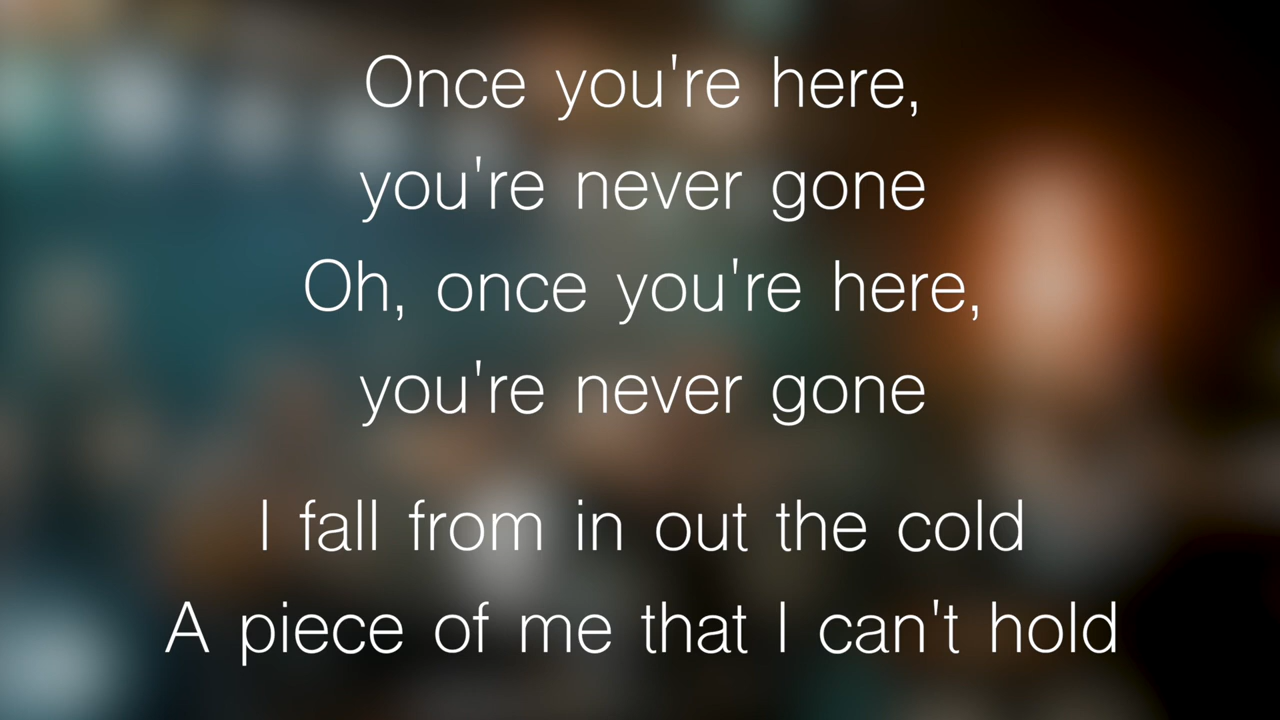 Once you're here,
you're never gone
Oh, once you're here,
you're never gone
I fall from in out the cold
A piece of me that I can't hold